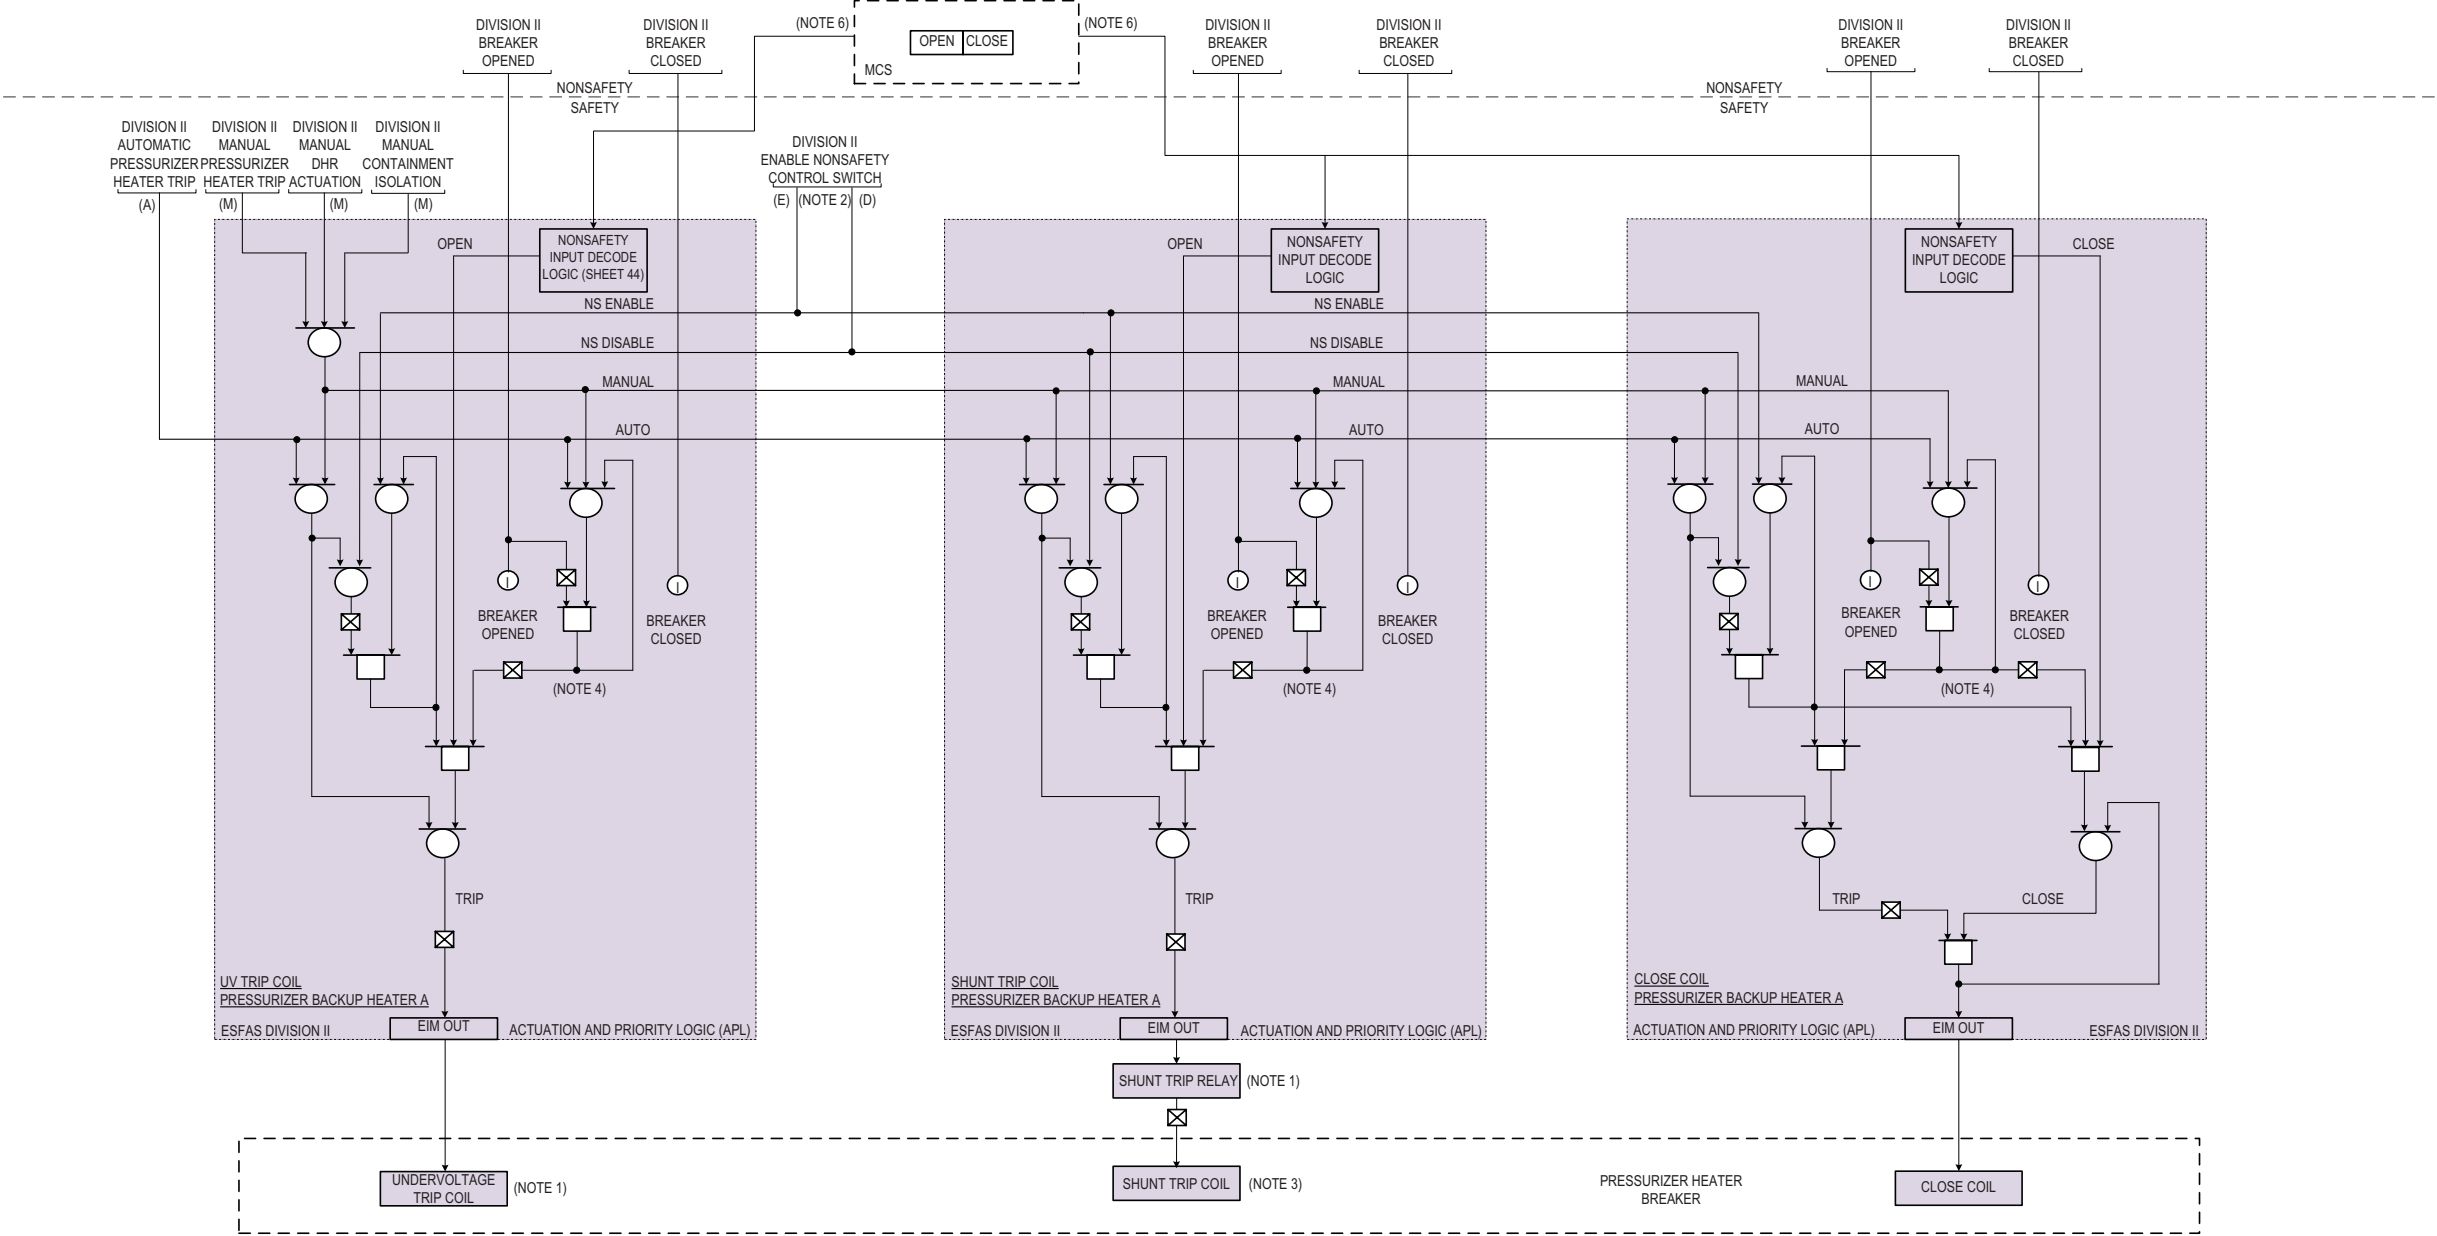 DIVISION II
BREAKER
OPENED
DIVISION II
BREAKER
CLOSED
(NOTE 6)
OPEN CLOSE
MCS
(NOTE 6)
DIVISION II
BREAKER
OPENED
DIVISION II
BREAKER
CLOSED
DIVISION II
BREAKER
OPENED
DIVISION II
BREAKER
CLOSED
NONSAFETY
SAFETY
NONSAFETY
SAFETY
DIVISION II
AUTOMATIC
PRESSURIZER
HEATER TRIP
(A)
DIVISION II
MANUAL
PRESSURIZER
HEATER TRIP
(M)
DIVISION II
MANUAL
DHR
ACTUATION
(M)
DIVISION II
MANUAL
CONTAINMENT
ISOLATION
(M)
DIVISION II
ENABLE NONSAFETY
CONTROL SWITCH
(E) (NOTE 2) (D)
OPEN
NONSAFETY
INPUT DECODE
LOGIC (SHEET 44)
NS ENABLE
NS DISABLE
MANUAL
AUTO
I
BREAKER
OPENED
I
BREAKER
CLOSED
(NOTE 4)
TRIP
UV TRIP COIL
PRESSURIZER BACKUP HEATER A
ESFAS DIVISION II
EIM OUT
ACTUATION AND PRIORITY LOGIC (APL)
OPEN
NONSAFETY
INPUT DECODE
LOGIC
NS ENABLE
NS DISABLE
MANUAL
AUTO
I
BREAKER
OPENED
I
BREAKER
CLOSED
(NOTE 4)
TRIP
SHUNT TRIP COIL
PRESSURIZER BACKUP HEATER A
ESFAS DIVISION II
EIM OUT
ACTUATION AND PRIORITY LOGIC (APL)
NONSAFETY
INPUT DECODE
LOGIC
CLOSE
MANUAL
AUTO
I
BREAKER
OPENED
I
BREAKER
CLOSED
(NOTE 4)
TRIP
CLOSE
CLOSE COIL
PRESSURIZER BACKUP HEATER A
ACTUATION AND PRIORITY LOGIC (APL)
EIM OUT
ESFAS DIVISION II
SHUNT TRIP RELAY
(NOTE 1)
UNDERVOLTAGE
TRIP COIL
(NOTE 1)
SHUNT TRIP COIL
(NOTE 3)
PRESSURIZER HEATER
BREAKER
CLOSE COIL